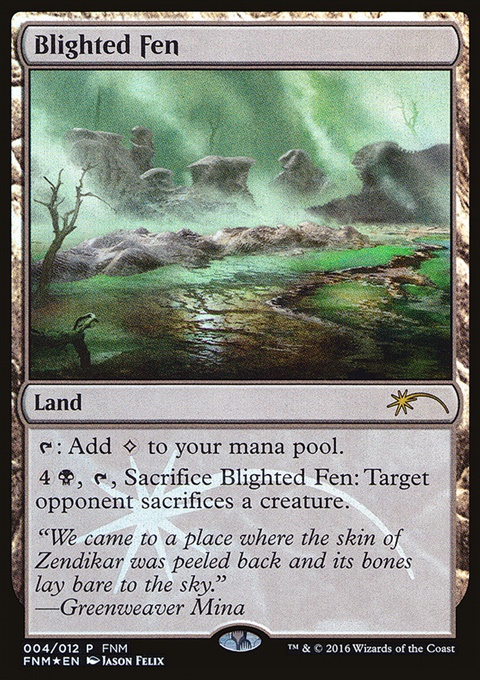 Blighted Fen
Land
: Add to your mana pool.
4 , , Sacrifice Blighted Fen: Target
opponent sacrifices a creature.
“We came to a place where the skin of
Zendikar was peeled back and its bones
lay bare to the sky.”
—Greenweaver Mina
004/012 P FNM
FNM★EN Jason Felix
™ & © 2016 Wizards of the Coast